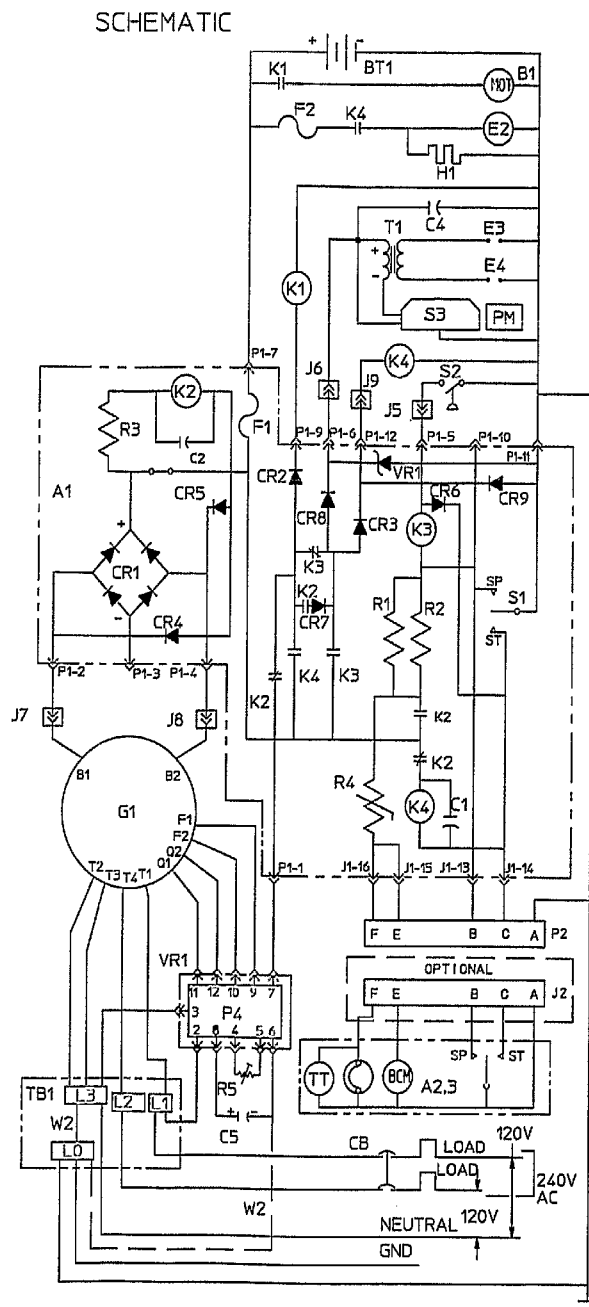 SCHEMATIC
+ -
BT1
K1
MOT
B1
F2
K4
E2
H1
C4
T1
E3
+
-
E4
K1
S3
PM
P1-7
J6
J9
K4
S2
J5
K2
R3
C2
F1
P1-9
P1-6
P1-12
P1-5
P1-10
P1-11
A1
CR2
VR1
CR5
CR8
CR3
CR6
CR9
K3
+
CR1
-
K3
K2
CR7
R1
R2
SP
S1
ST
CR4
P1-2
P1-3
P1-4
K2
K4
K3
K2
J7
J8
K2
B1
B2
R4
K4
C1
G1
F1
F2
Q2
Q1
T2
T3
T4
T1
P1-1
J1-16
J1-15
J1-13
J1-14
F E B C A
P2
VR1
OPTIONAL
11 12 10 9 7
F E B C A
J2
3
P4
2 8 4 5 6
SP
ST
R5
TT
BCM
A2,3
TB1
L3
L2
L1
+ -
C5
W2
L0
CB
LOAD
120V
LOAD
240V
AC
W2
120V
NEUTRAL
GND